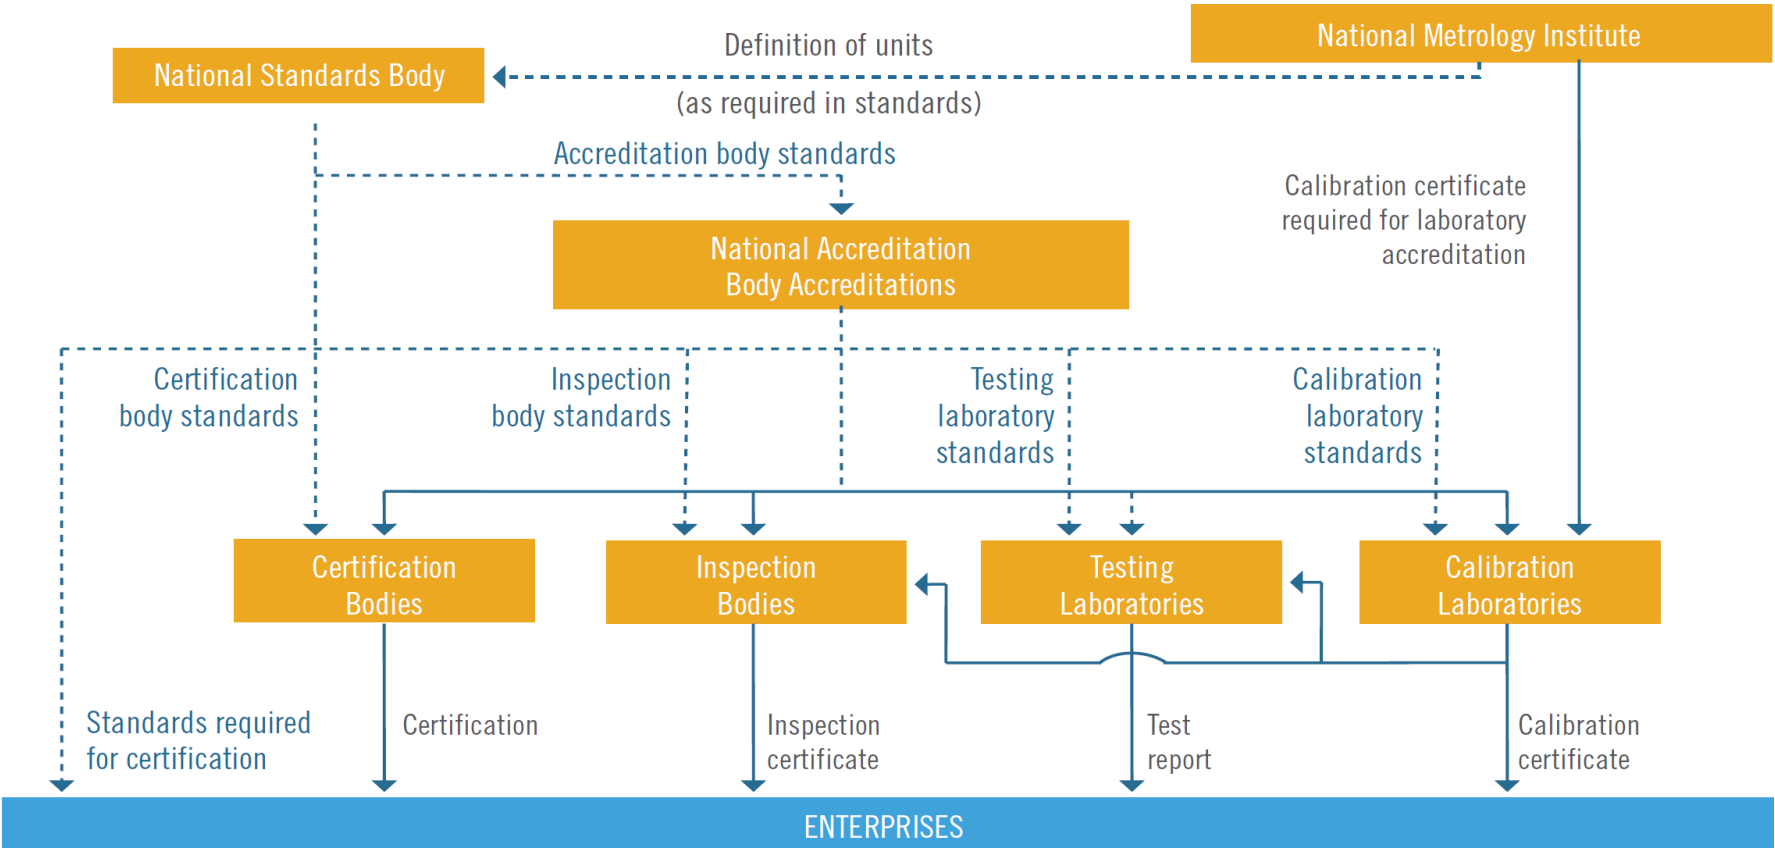 National Metrology Institute
Definition of units
National Standards Body
(as required in standards)
Accreditation body standards
Calibration certificate
required for laboratory
accreditation
National Accreditation
Body Accreditations
Certification
body standards
Inspection
body standards
Testing
laboratory
standards
Calibration
laboratory
standards
Certification
Bodies
Inspection
Bodies
Testing
Laboratories
Calibration
Laboratories
Standards required
for certification
Certification
Inspection
certificate
Test
report
Calibration
certificate
ENTERPRISES